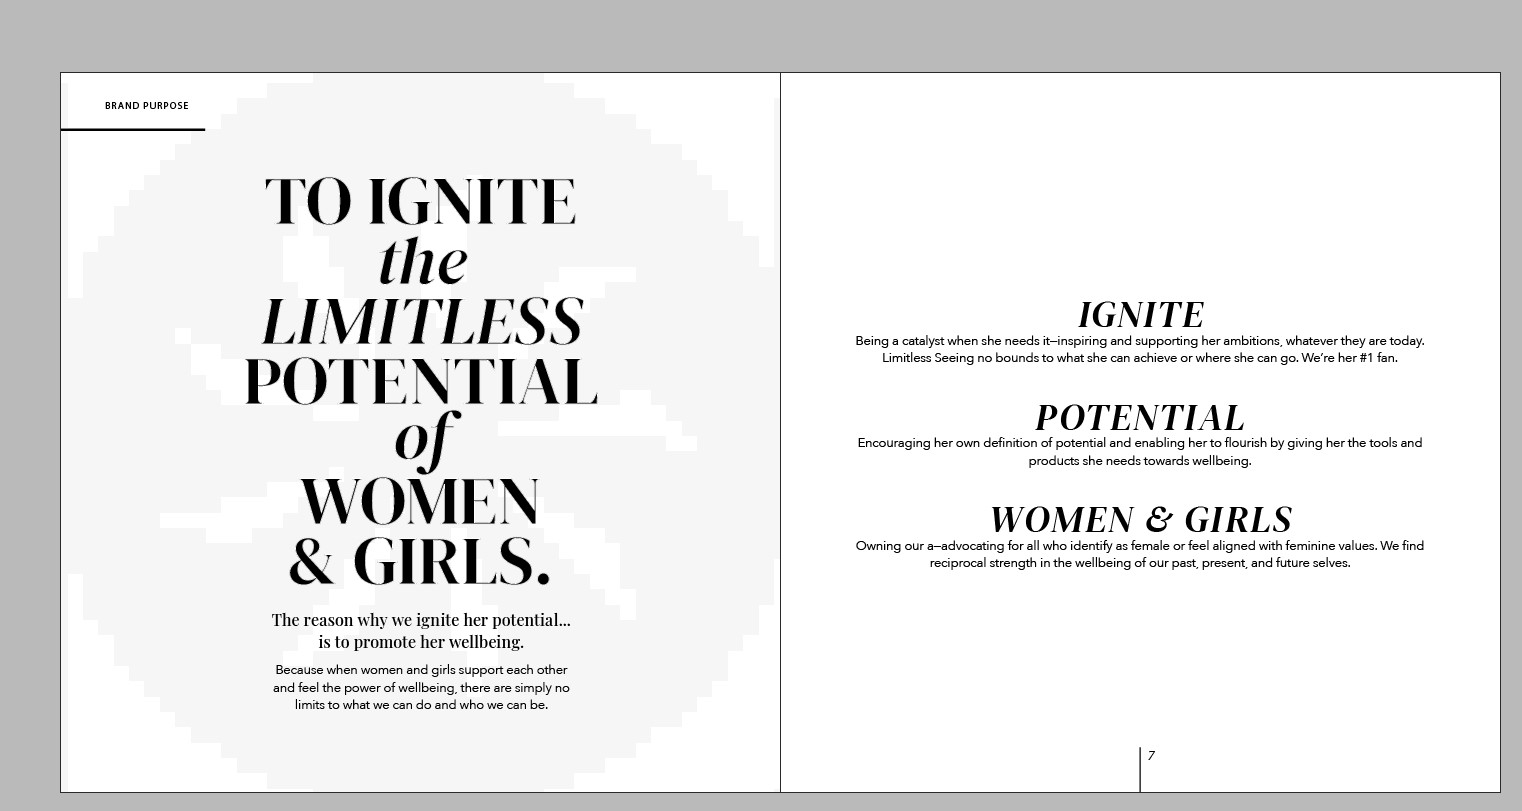 BRAND PURPOSE
TO IGNITE
the
LIMITLESS
POTENTIAL
of
WOMEN
& GIRLS.
The reason why we ignite her potential...
is to promote her wellbeing.
Because when women and girls support each other
and feel the power of wellbeing, there are simply no
limits to what we can do and who we can be.
IGNITE
Being a catalyst when she needs it—inspiring and supporting her ambitions, whatever they are today.
Limitless Seeing no bounds to what she can achieve or where she can go. We’re her #1 fan.
POTENTIAL
Encouraging her own definition of potential and enabling her to flourish by giving her the tools and
products she needs towards wellbeing.
WOMEN & GIRLS
Owning our a—advocating for all who identify as female or feel aligned with feminine values. We find
reciprocal strength in the wellbeing of our past, present, and future selves.
7